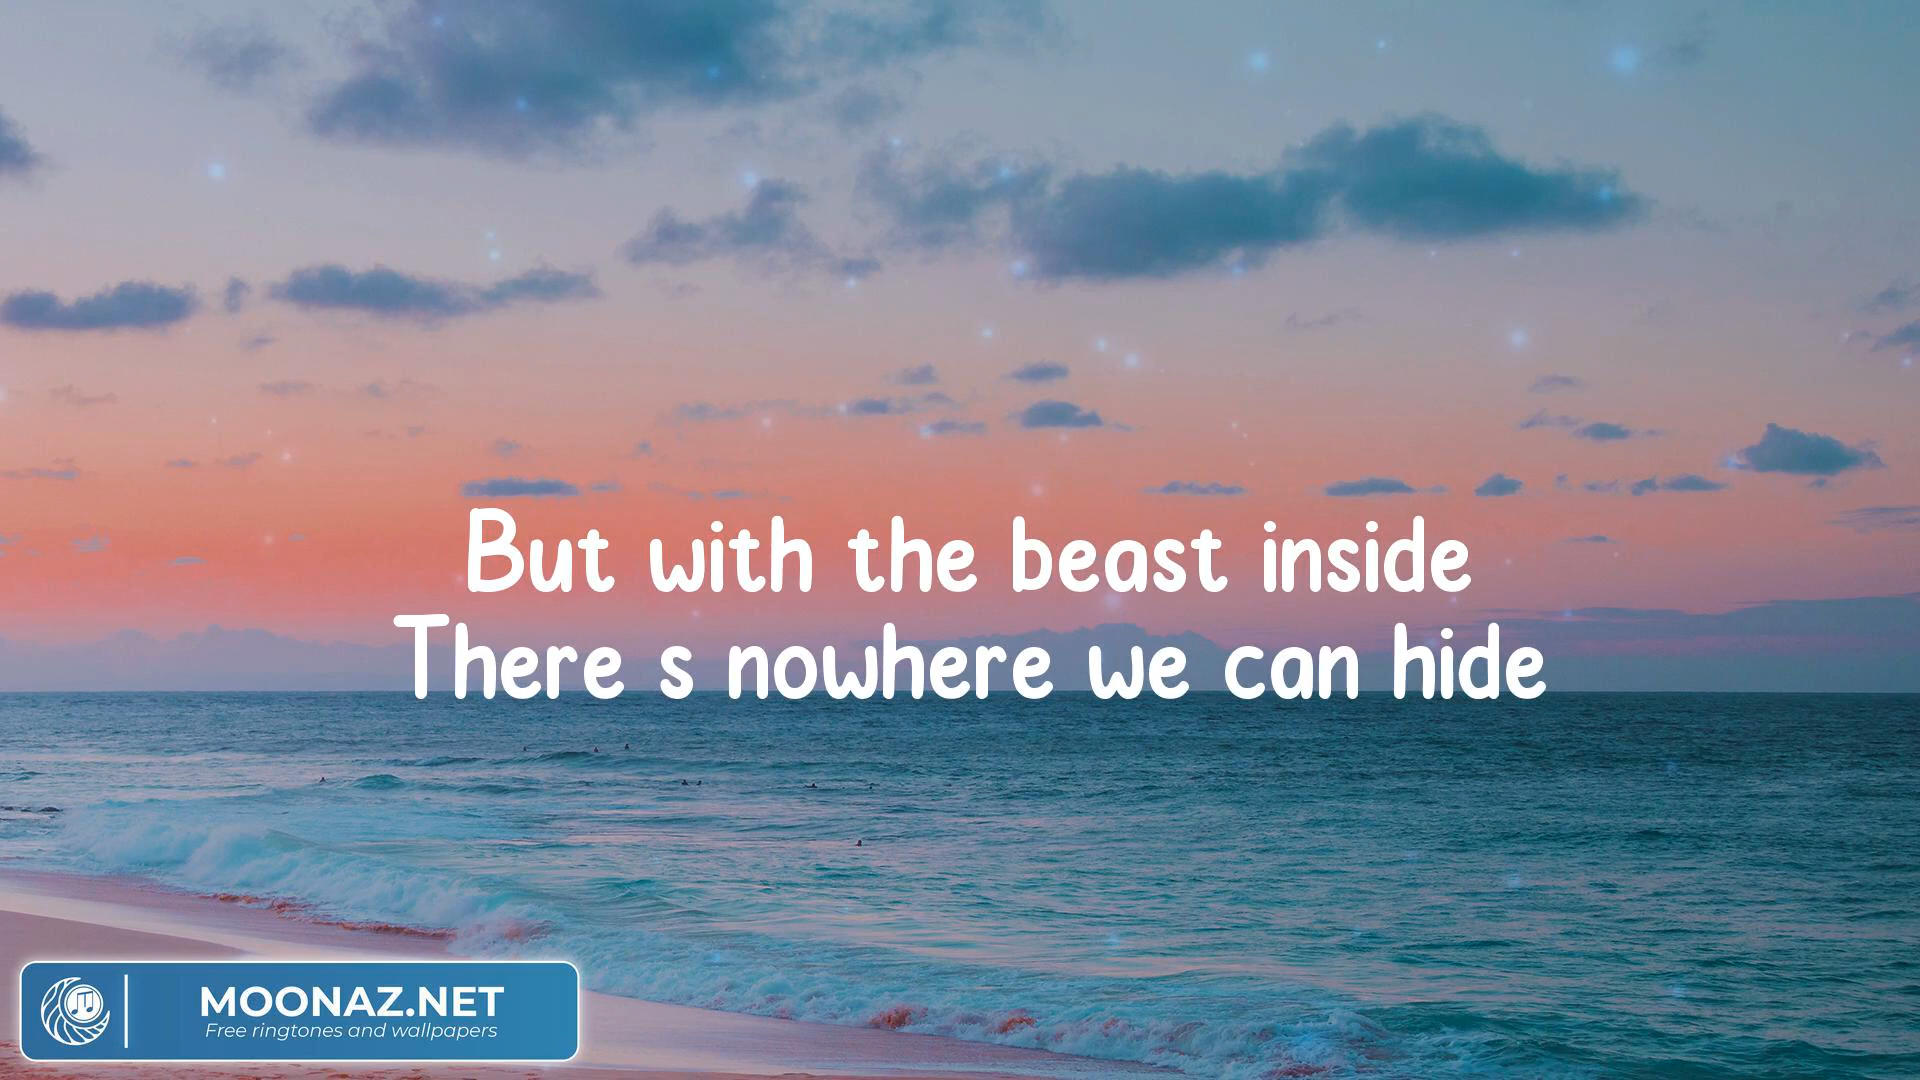 But with the beast inside
There s nowhere we can hide
MOONAZ.NET
Free ringtones and wallpapers